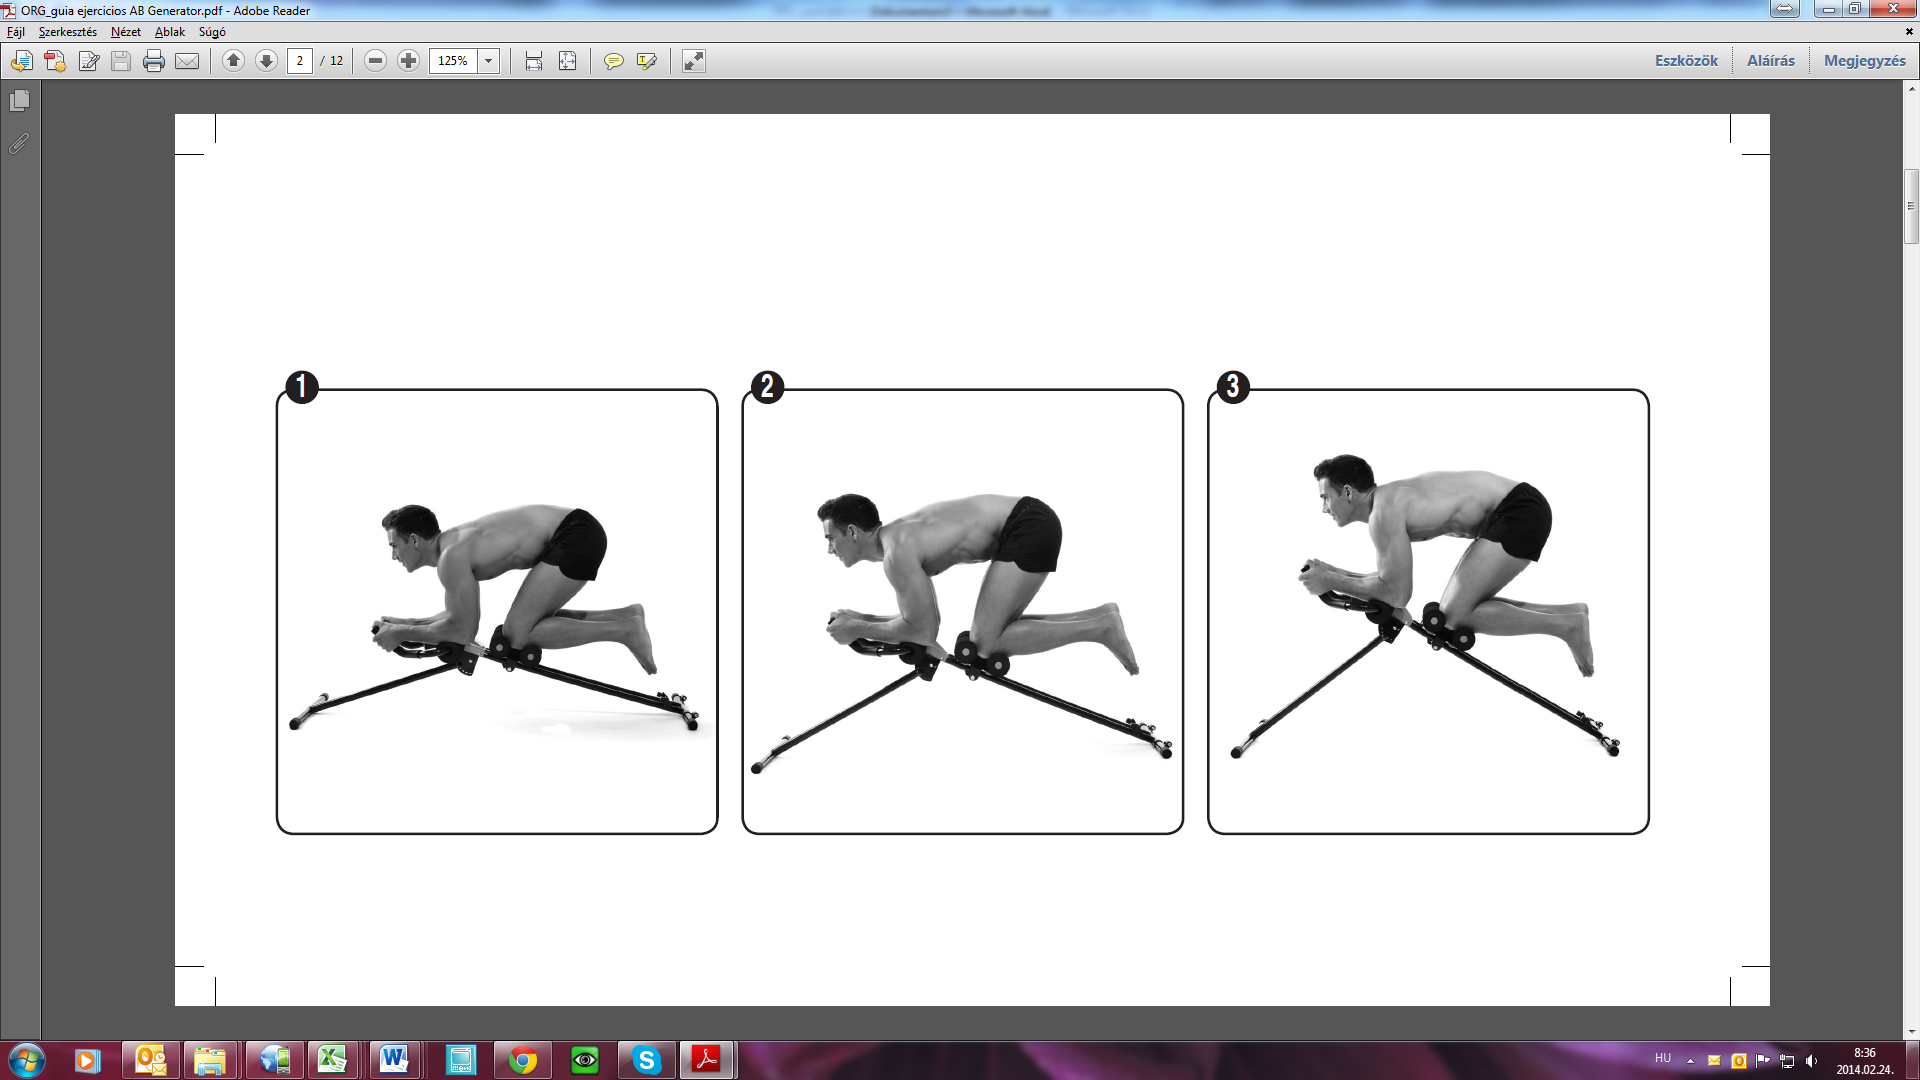 ORG_guia ejercicios AB Generator.pdf - Adobe Reader
Fájl Szerkesztés Nézet Ablak Súgó
2 / 12 125% Eszközök Aláírás Megjegyzés
1 2 3
HU 8:36
2014.02.24.